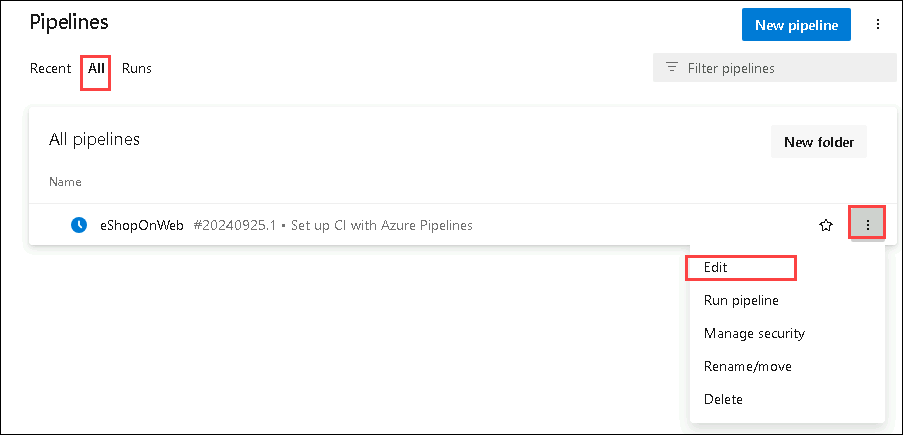 Pipelines
New pipeline
Recent All Runs
Filter pipelines
All pipelines
New folder
Name
eShopOnWeb #20240925.1 • Set up CI with Azure Pipelines
Edit
Run pipeline
Manage security
Rename/move
Delete